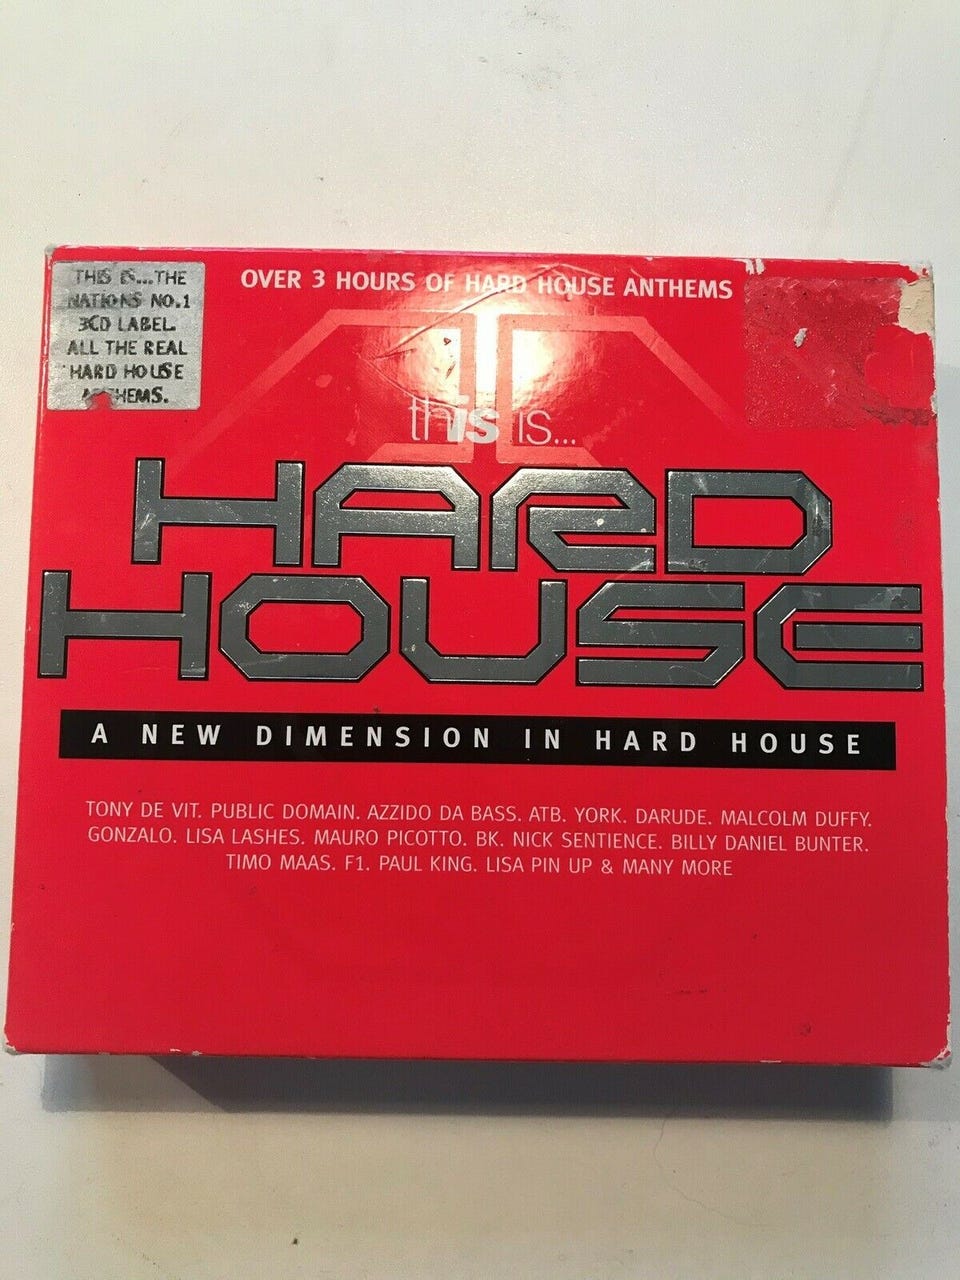 THIS IS...THE
NATIONS NO.1
3CD LABEL.
ALL THE REAL
HARD HOUSE
ANTHEMS.
OVER 3 HOURS OF HARD HOUSE ANTHEMS
this is...
HARD
HOUSE
A NEW DIMENSION IN HARD HOUSE
TONY DE VIT. PUBLIC DOMAIN. AZZIDO DA BASS. ATB. YORK. DARUDE. MALCOLM DUFFY.
GONZALO. LISA LASHES. MAURO PICOTTO. BK. NICK SENTIENCE. BILLY DANIEL BUNTER.
TIMO MAAS. F1. PAUL KING. LISA PIN UP & MANY MORE